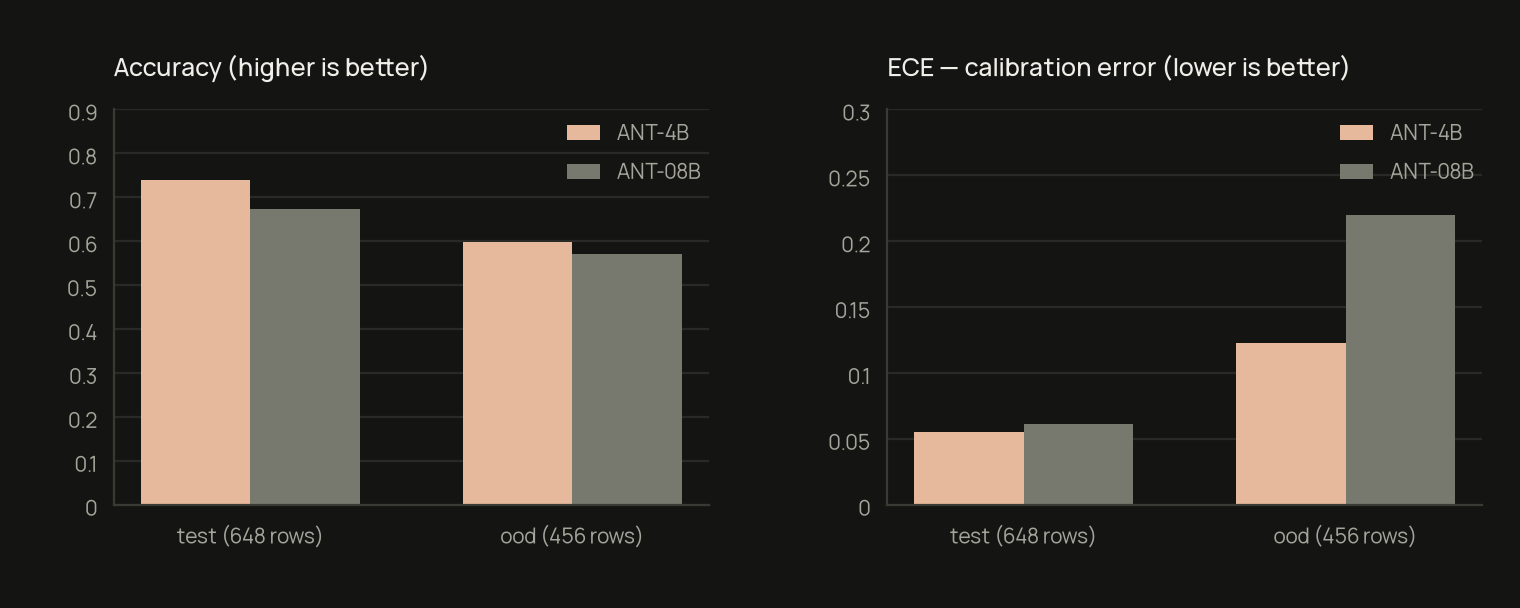 Accuracy (higher is better)
0.9
0.8
0.7
0.6
0.5
0.4
0.3
0.2
0.1
0
ANT-4B
ANT-08B
test (648 rows)
ood (456 rows)
ECE — calibration error (lower is better)
0.3
0.25
0.2
0.15
0.1
0.05
0
ANT-4B
ANT-08B
test (648 rows)
ood (456 rows)